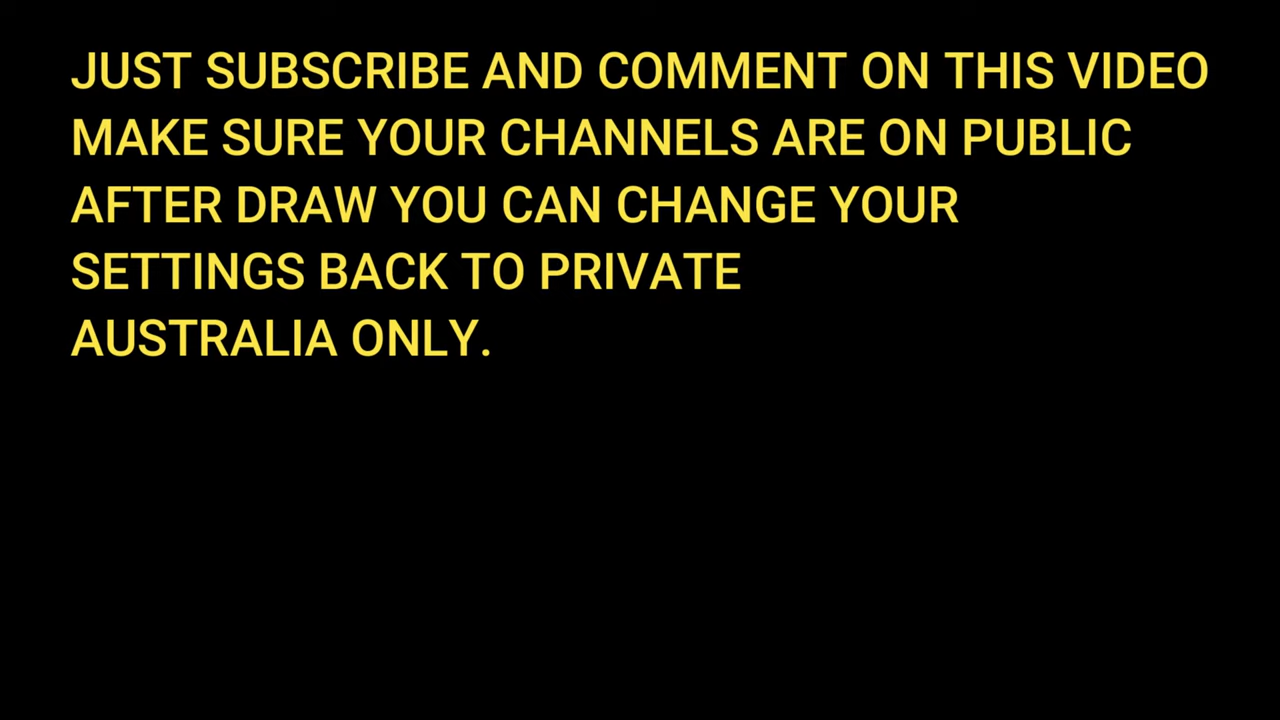 JUST SUBSCRIBE AND COMMENT ON THIS VIDEO
MAKE SURE YOUR CHANNELS ARE ON PUBLIC
AFTER DRAW YOU CAN CHANGE YOUR
SETTINGS BACK TO PRIVATE
AUSTRALIA ONLY.